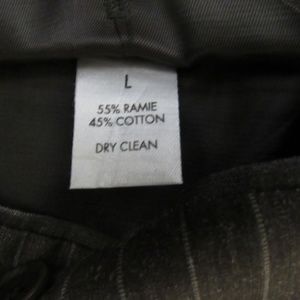 L
55% RAMIE
45% COTTON
DRY CLEAN